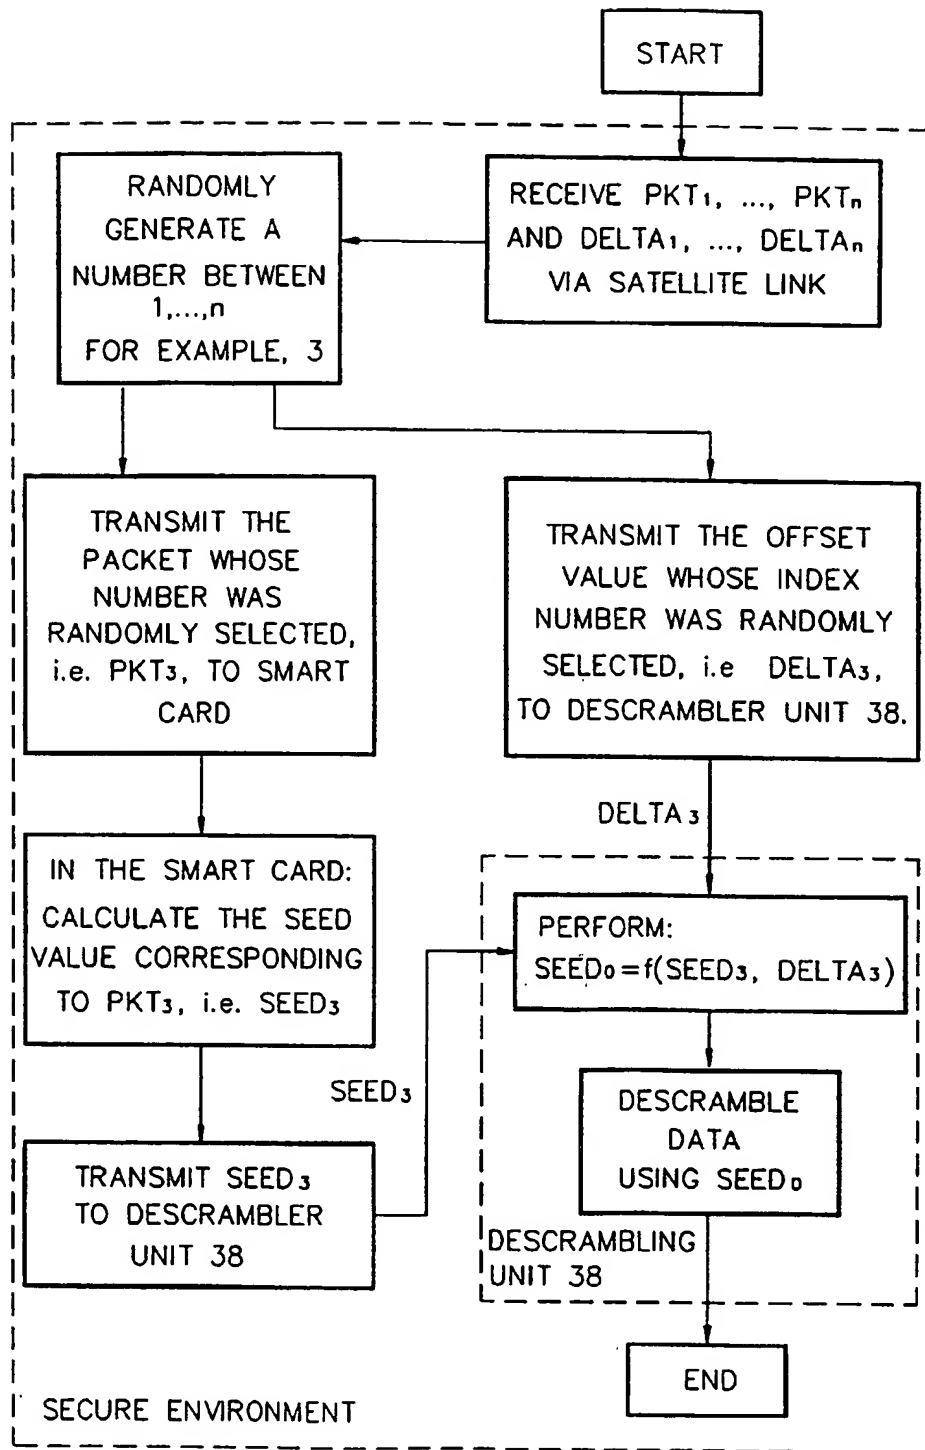 START
RECEIVE PKT₁, ..., PKTₙ
AND DELTA₁, ..., DELTAₙ
VIA SATELLITE LINK
RANDOMLY
GENERATE A
NUMBER BETWEEN
1,...,n
FOR EXAMPLE, 3
TRANSMIT THE
PACKET WHOSE
NUMBER WAS
RANDOMLY SELECTED,
i.e. PKT₃, TO SMART
CARD
TRANSMIT THE OFFSET
VALUE WHOSE INDEX
NUMBER WAS RANDOMLY
SELECTED, i.e DELTA₃,
TO DESCRAMBLER UNIT 38.
DELTA₃
IN THE SMART CARD:
CALCULATE THE SEED
VALUE CORRESPONDING
TO PKT₃, i.e. SEED₃
PERFORM:
SEED₀=f(SEED₃, DELTA₃)
SEED₃
TRANSMIT SEED₃
TO DESCRAMBLER
UNIT 38
DESCRAMBLE
DATA
USING SEED₀
DESCRAMBLING
UNIT 38
END
SECURE ENVIRONMENT